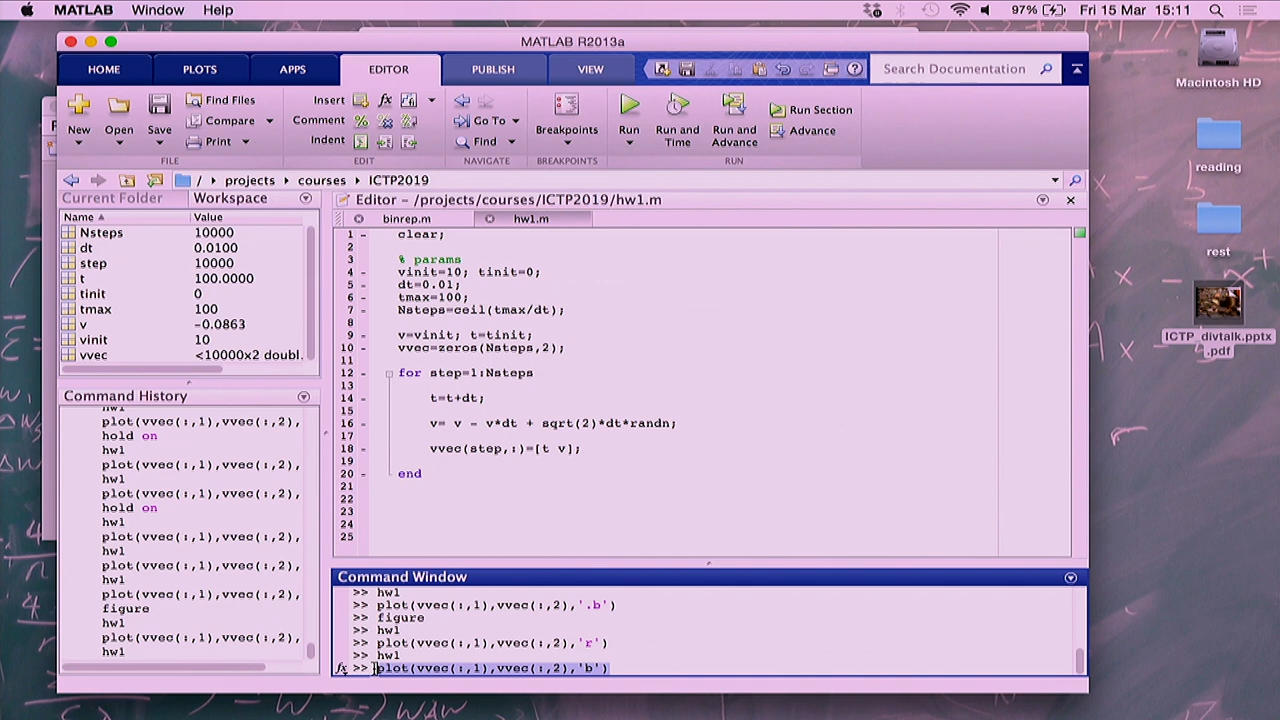 MATLAB Window Help
97% Fri 15 Mar 15:11
MATLAB R2013a
HOME PLOTS APPS EDITOR PUBLISH VIEW
Search Documentation
New Open Save
Find Files
Compare
Print
FILE
Insert
Comment
Indent
EDIT
Go To
Find
NAVIGATE
Breakpoints
BREAKPOINTS
Run
Run and Time
Run and Advance
Run Section
Advance
RUN
/ projects courses ICTP2019
Current Folder Workspace
Name Value
Nsteps 10000
dt 0.0100
step 10000
t 100.0000
tinit 0
tmax 100
v -0.0863
vinit 10
vvec <10000x2 doubl...
Command History
hw1
plot(vvec(:,1),vvec(:,2),
hold on
hw1
plot(vvec(:,1),vvec(:,2),
hw1
plot(vvec(:,1),vvec(:,2),
hold on
hw1
plot(vvec(:,1),vvec(:,2),
hw1
plot(vvec(:,1),vvec(:,2),
hw1
plot(vvec(:,1),vvec(:,2),
figure
hw1
plot(vvec(:,1),vvec(:,2),
hw1
Editor - /projects/courses/ICTP2019/hw1.m
binrep.m hw1.m
1 - clear;
2
3 % params
4 - vinit=10; tinit=0;
5 - dt=0.01;
6 - tmax=100;
7 - Nsteps=ceil(tmax/dt);
8
9 - v=vinit; t=tinit;
10 - vvec=zeros(Nsteps,2);
11
12 - for step=1:Nsteps
13
14 - t=t+dt;
15
16 - v= v - v*dt + sqrt(2)*dt*randn;
17
18 - vvec(step,:)=[t v];
19
20 - end
21
22
23
24
25
Command Window
>> hw1
>> plot(vvec(:,1),vvec(:,2),'.b')
>> figure
>> hw1
>> plot(vvec(:,1),vvec(:,2),'r')
>> hw1
fx >> plot(vvec(:,1),vvec(:,2),'b')
Macintosh HD
reading
rest
ICTP_divtalk.pptx
.pdf